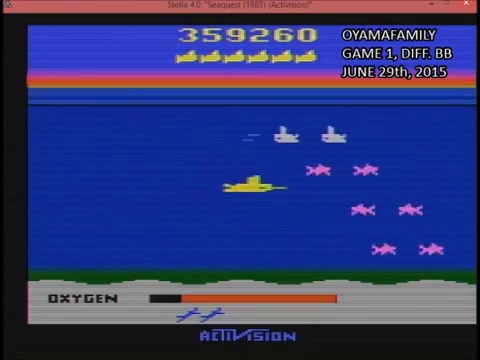 Stella 4.0: "Seaquest (1983) (Activision)"
359260
OYAMAFAMILY
GAME 1, DIFF. BB
JUNE 29th, 2015
OXYGEN
ACTIVISION